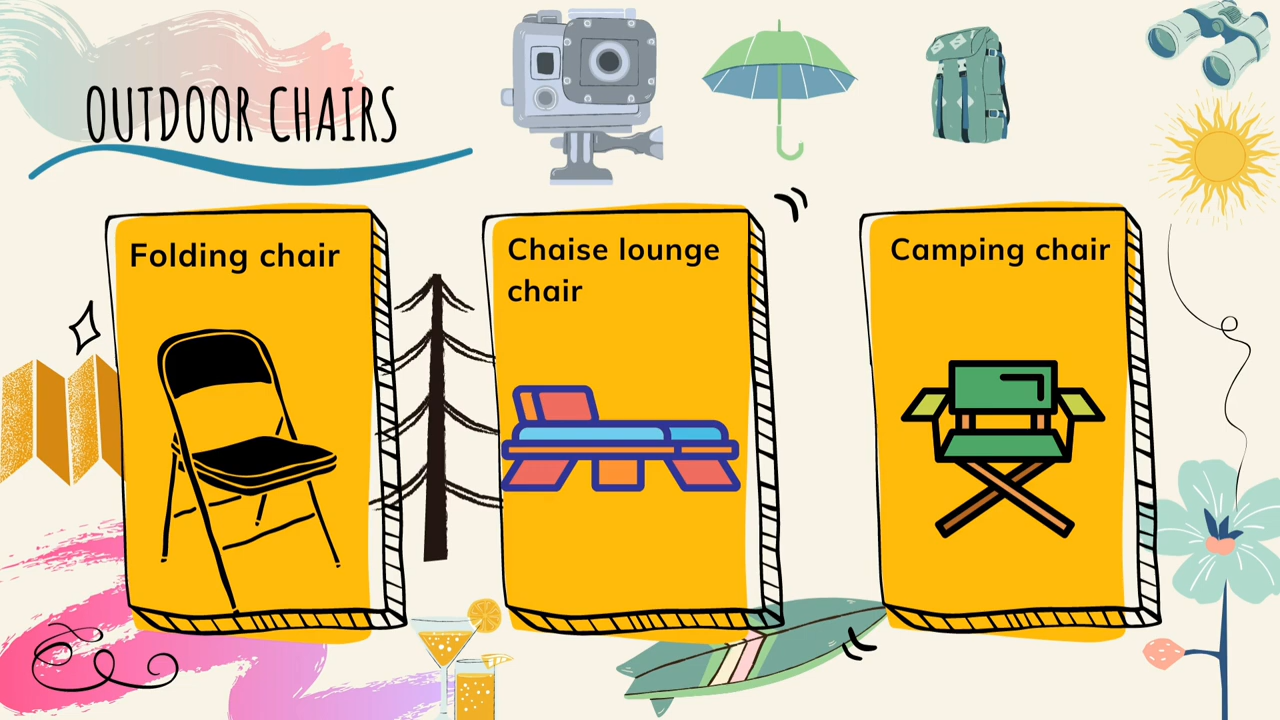 OUTDOOR CHAIRS
Folding chair
Chaise lounge
chair
Camping chair